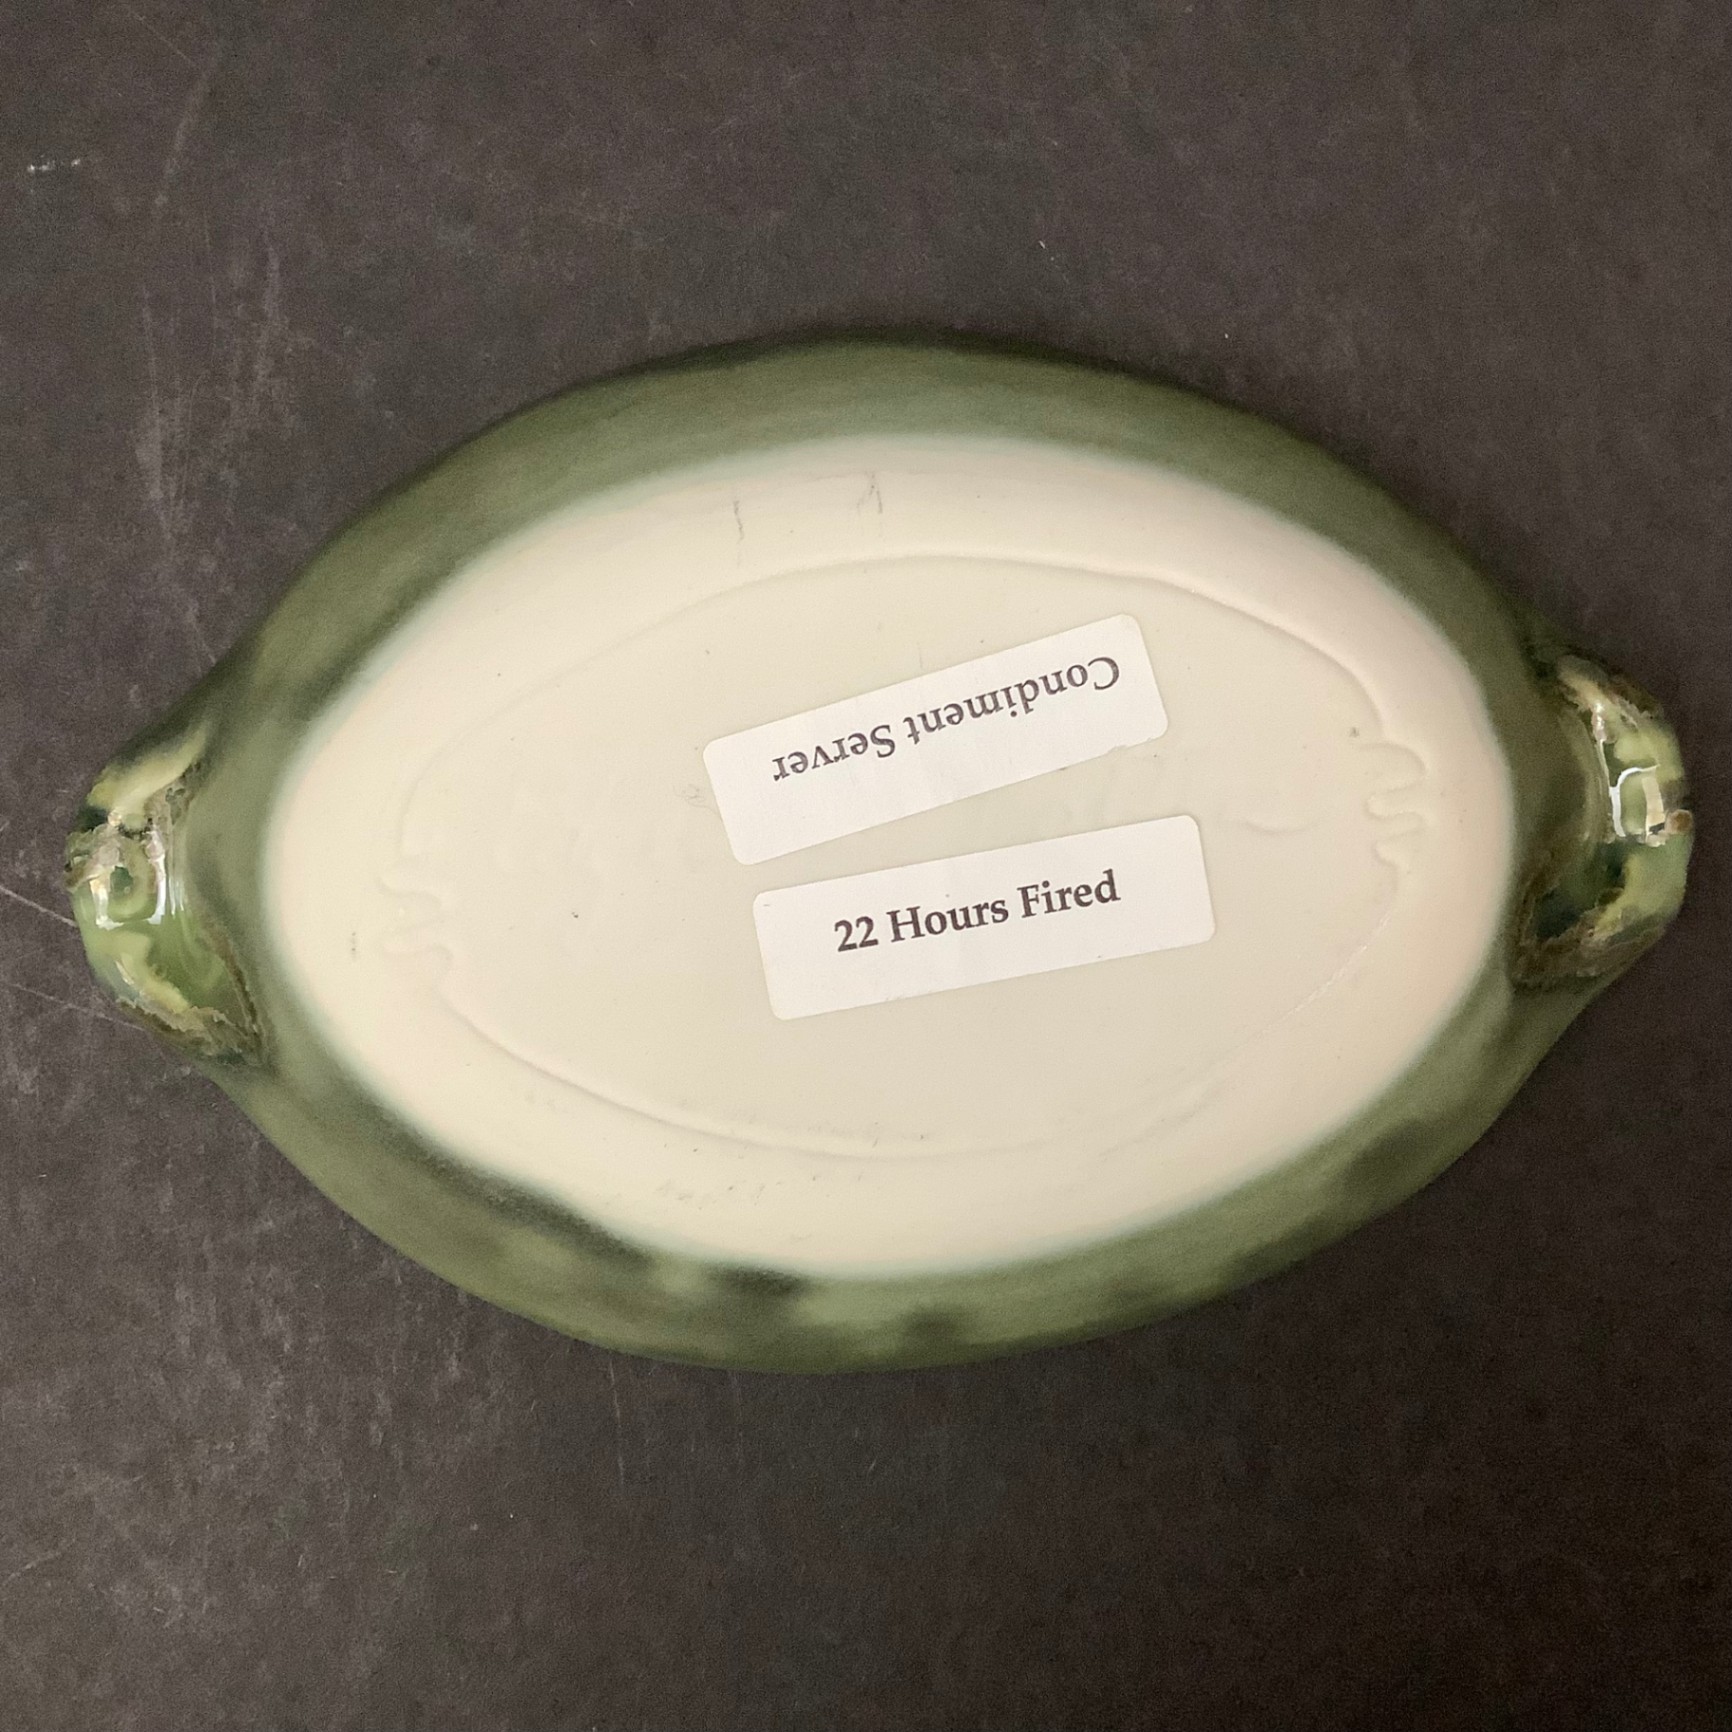 Condiment Server
22 Hours Fired